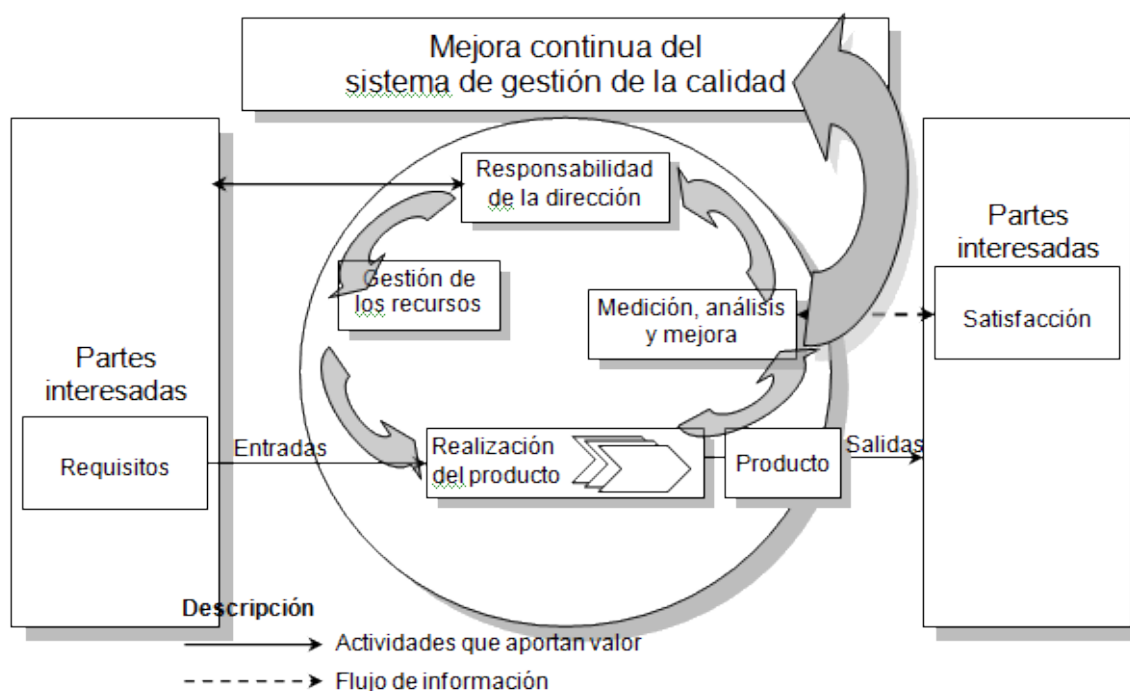 Mejora continua del
sistema de gestión de la calidad
Responsabilidad
de la dirección
Gestión de
los recursos
Medición, análisis
y mejora
Partes
interesadas
Satisfacción
Partes
interesadas
Requisitos
Entradas
Realización
del producto
Producto
Salidas
Descripción
Actividades que aportan valor
Flujo de información